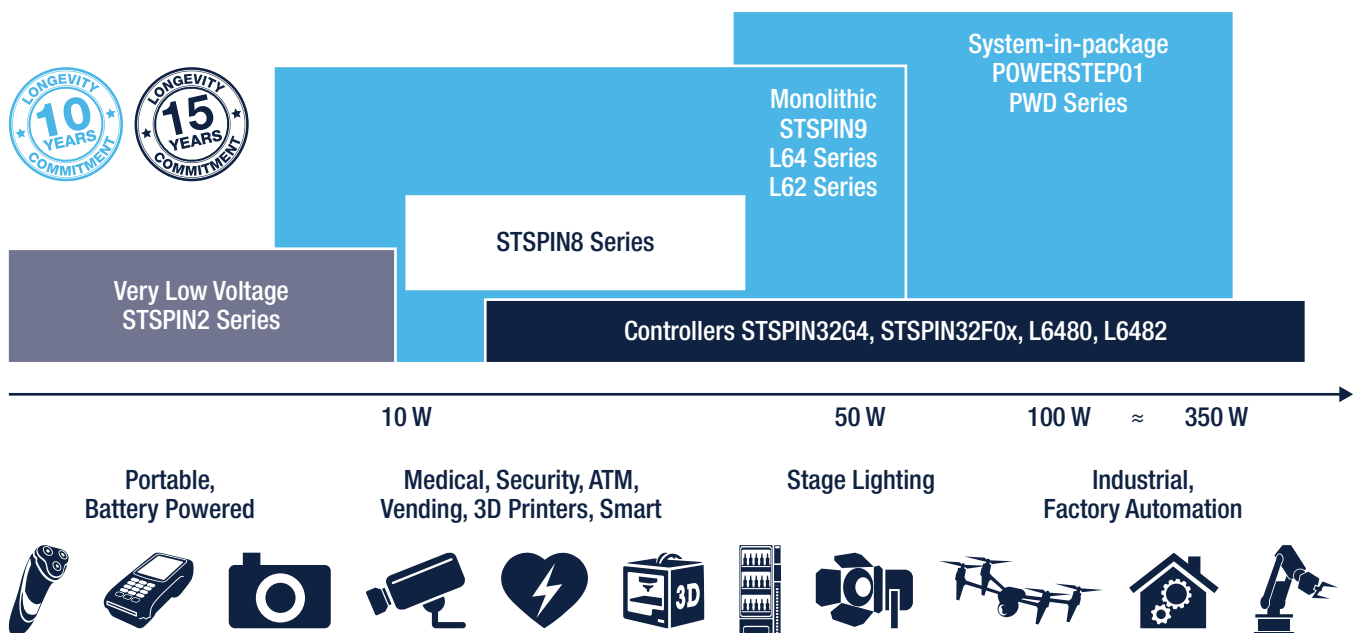 LONGEVITY
10
YEARS
COMMITMENT
LONGEVITY
15
YEARS
COMMITMENT
System-in-package
POWERSTEP01
PWD Series
Monolithic
STSPIN9
L64 Series
L62 Series
STSPIN8 Series
Very Low Voltage
STSPIN2 Series
Controllers STSPIN32G4, STSPIN32F0x, L6480, L6482
10 W
50 W
100 W ≈ 350 W
Portable,
Battery Powered
Medical, Security, ATM,
Vending, 3D Printers, Smart
Stage Lighting
Industrial,
Factory Automation
3D